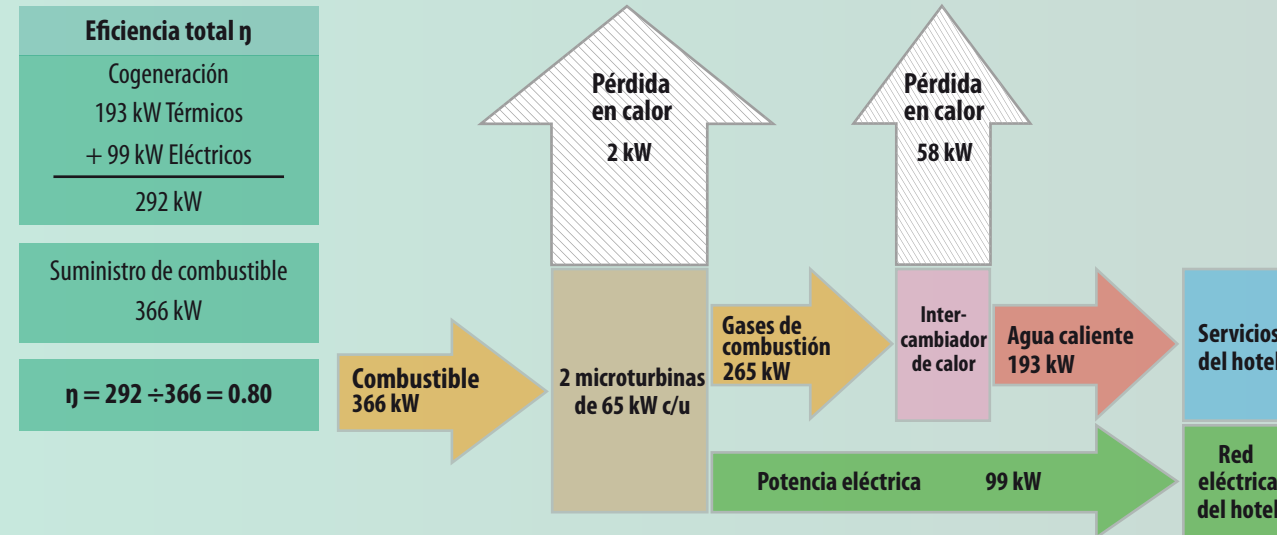 Eficiencia total η
Cogeneración
193 kW Térmicos
+ 99 kW Eléctricos
292 kW
Suministro de combustible
366 kW
η = 292 ÷366 = 0.80
Combustible
366 kW
Pérdida
en calor
2 kW
2 microturbinas
de 65 kW c/u
Gases de
combustión
265 kW
Pérdida
en calor
58 kW
Inter-
cambiador
de calor
Agua caliente
193 kW
Servicios
del hotel
Potencia eléctrica 99 kW
Red
eléctrica
del hotel